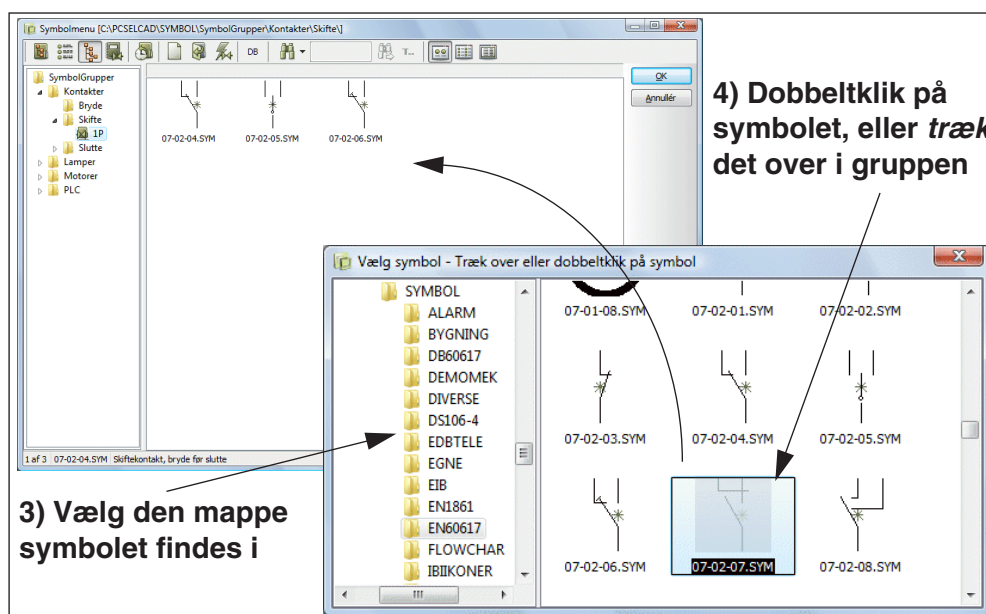 Symbolmenu [C:\PCSELCAD\SYMBOL\SymbolGrupper\Kontakter\Skifte\]
DB
T...
SymbolGrupper
Kontakter
Bryde
Skifte
1P
Slutte
Lamper
Motorer
PLC
07-02-04.SYM 07-02-05.SYM 07-02-06.SYM
OK
Annullér
1 af 3 07-02-04.SYM Skiftekontakt, bryde før slutte
4) Dobbeltklik på
symbolet, eller træk
det over i gruppen
Vælg symbol - Træk over eller dobbeltklik på symbol
SYMBOL
ALARM
BYGNING
DB60617
DEMOMEK
DIVERSE
DS106-4
EDBTELE
EGNE
EIB
EN1861
EN60617
FLOWCHAR
IBIIKONER
07-01-08.SYM 07-02-01.SYM 07-02-02.SYM
07-02-03.SYM 07-02-04.SYM 07-02-05.SYM
07-02-06.SYM 07-02-07.SYM 07-02-08.SYM
3) Vælg den mappe
symbolet findes i